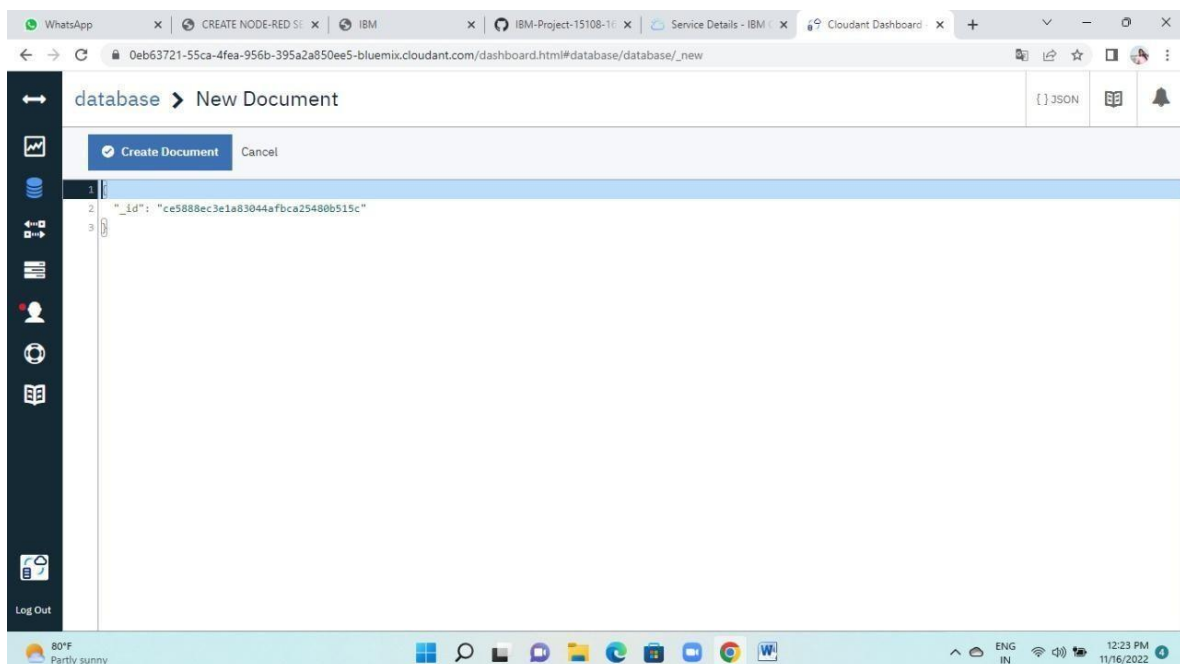 WhatsApp
CREATE NODE-RED SE
IBM
IBM-Project-15108-16
Service Details - IBM C
Cloudant Dashboard
0eb63721-55ca-4fea-956b-395a2a850ee5-bluemix.cloudant.com/dashboard.html#database/database/_new
database > New Document
{ } JSON
Create Document Cancel
1 {
2 "_id": "ce5888ec3e1a83044afbca25480b515c"
3 }
Log Out
80°F
Partly sunny
ENG
IN
12:23 PM
11/16/2022
4